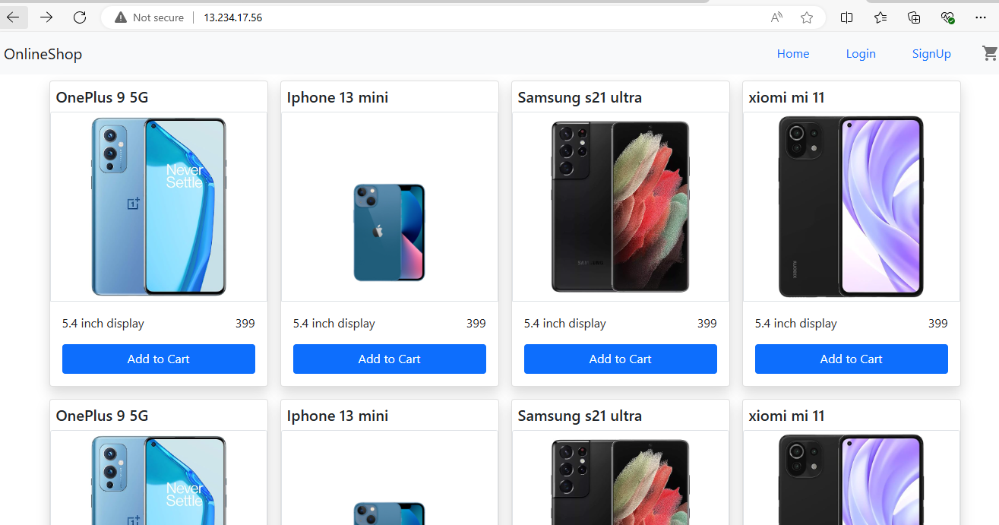 Not secure 13.234.17.56
OnlineShop Home Login SignUp
OnePlus 9 5G Iphone 13 mini Samsung s21 ultra xiomi mi 11
Never
Settle
SAMSUNG
XIAOMI
5.4 inch display 399 5.4 inch display 399 5.4 inch display 399 5.4 inch display 399
Add to Cart Add to Cart Add to Cart Add to Cart
OnePlus 9 5G Iphone 13 mini Samsung s21 ultra xiomi mi 11
Never
Settle